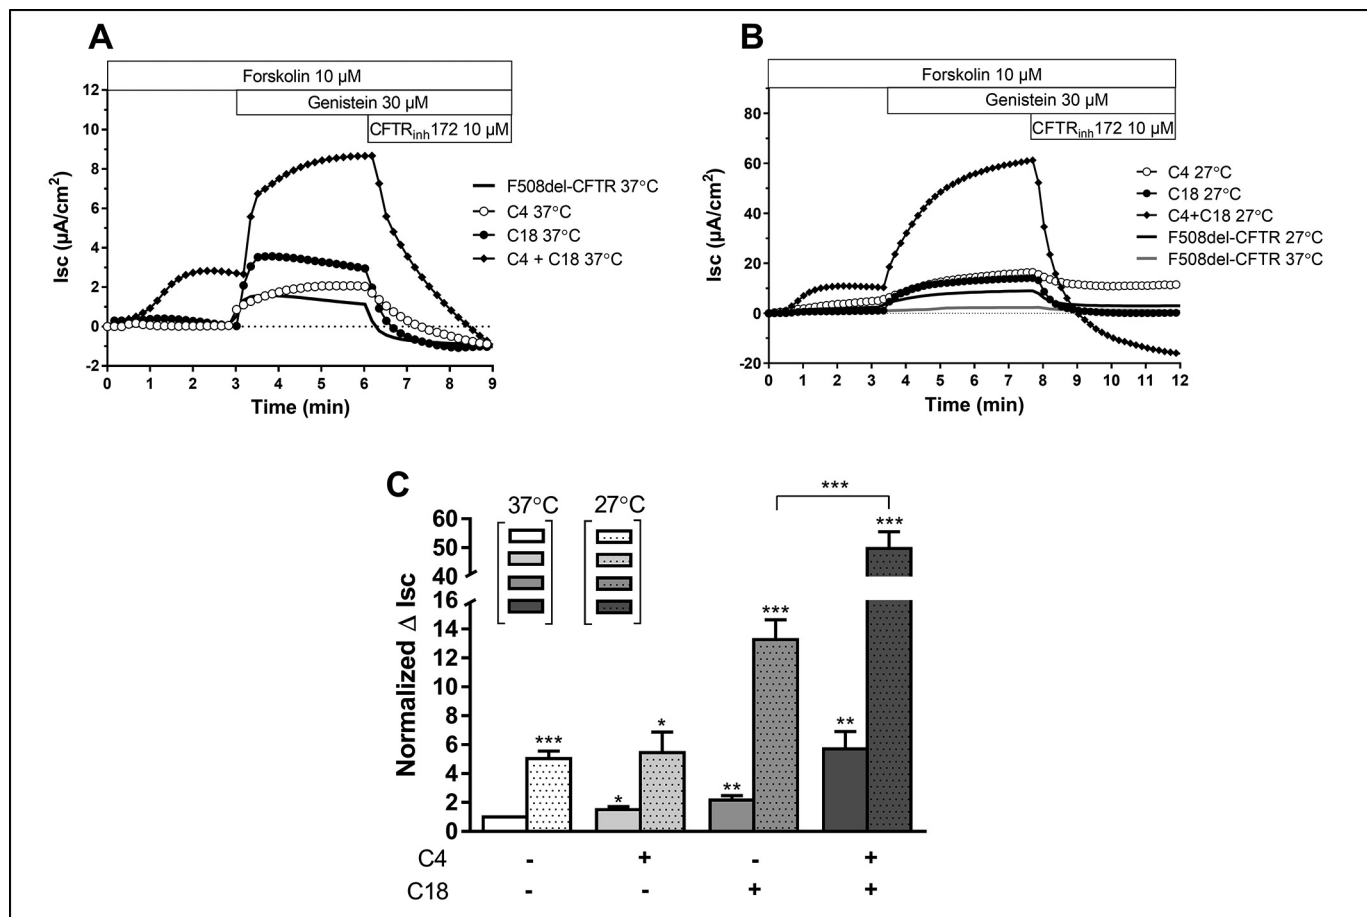 A
Forskolin 10 µM
Genistein 30 µM
CFTRinh172 10 µM
Isc (µA/cm2)
12
10
8
6
4
2
0
-2
0 1 2 3 4 5 6 7 8 9
Time (min)
F508del-CFTR 37°C
C4 37°C
C18 37°C
C4 + C18 37°C
B
Forskolin 10 µM
Genistein 30 µM
CFTRinh172 10 µM
Isc (µA/cm2)
80
60
40
20
0
-20
0 1 2 3 4 5 6 7 8 9 10 11 12
Time (min)
C4 27°C
C18 27°C
C4+C18 27°C
F508del-CFTR 27°C
F508del-CFTR 37°C
C
37°C 27°C
Normalized Δ Isc
60
50
40
16
14
12
10
8
6
4
2
0
***
*
*
**
***
**
***
***
C4 - + - +
C18 - - + +